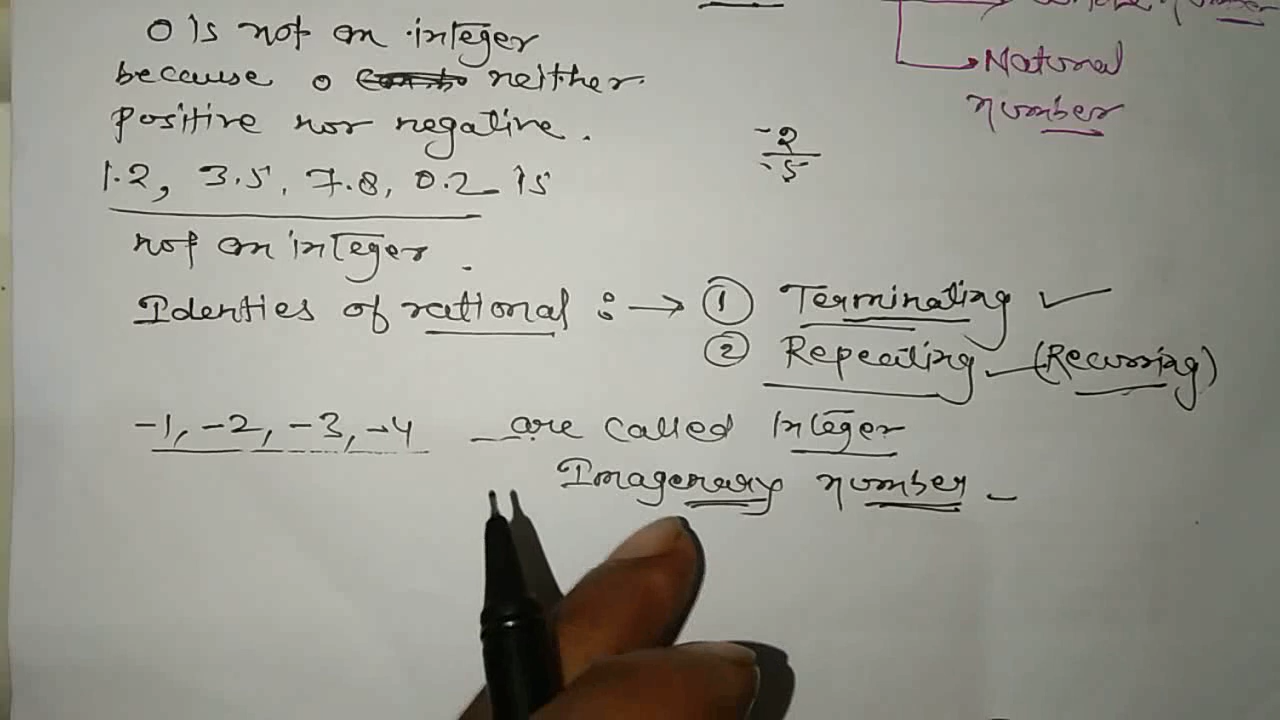 0 is not an integer
because 0 neither
positive nor negative.
1.2, 3.5, 7.8, 0.2 is
not an integer.
Identies of rational : → ① Terminating ✓
② Repeating (Recurring)
-1, -2, -3, -4 are called integer
Imagenary number
Natural
number
-2
5